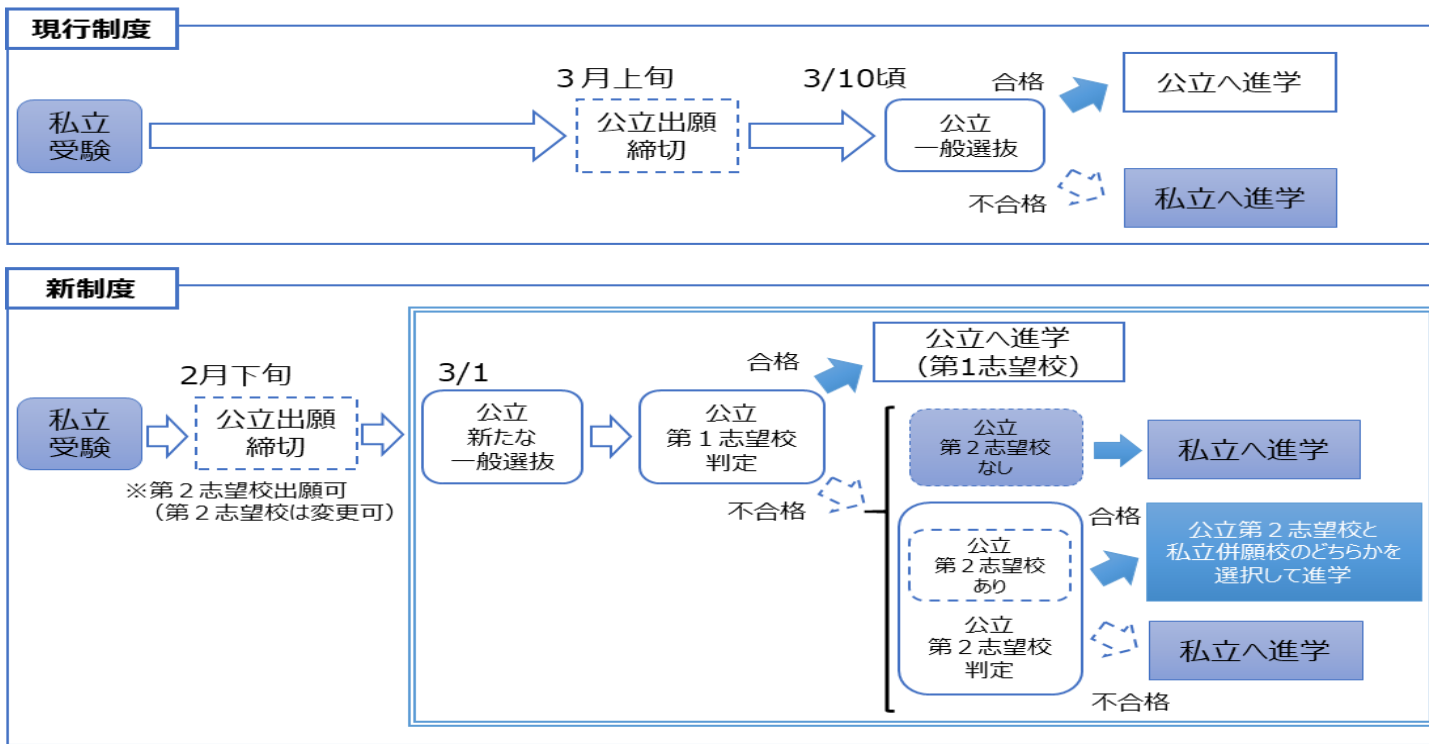 現行制度
私立
受験
３月上旬
公立出願
締切
3/10頃
公立
一般選抜
合格
公立へ進学
不合格
私立へ進学
新制度
私立
受験
2月下旬
公立出願
締切
※第２志望校出願可
（第２志望校は変更可）
3/1
公立
新たな
一般選抜
公立
第１志望校
判定
合格
公立へ進学
(第1志望校)
不合格
公立
第２志望校
なし
私立へ進学
公立
第２志望校
あり
公立
第２志望校
判定
合格
公立第２志望校と
私立併願校のどちらかを
選択して進学
不合格
私立へ進学